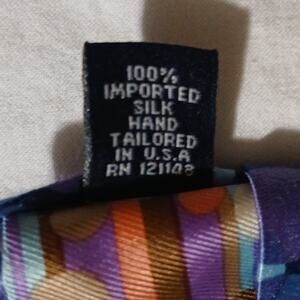 100%
IMPORTED
SILK
HAND
TAILORED
IN U.S.A
RN 121148